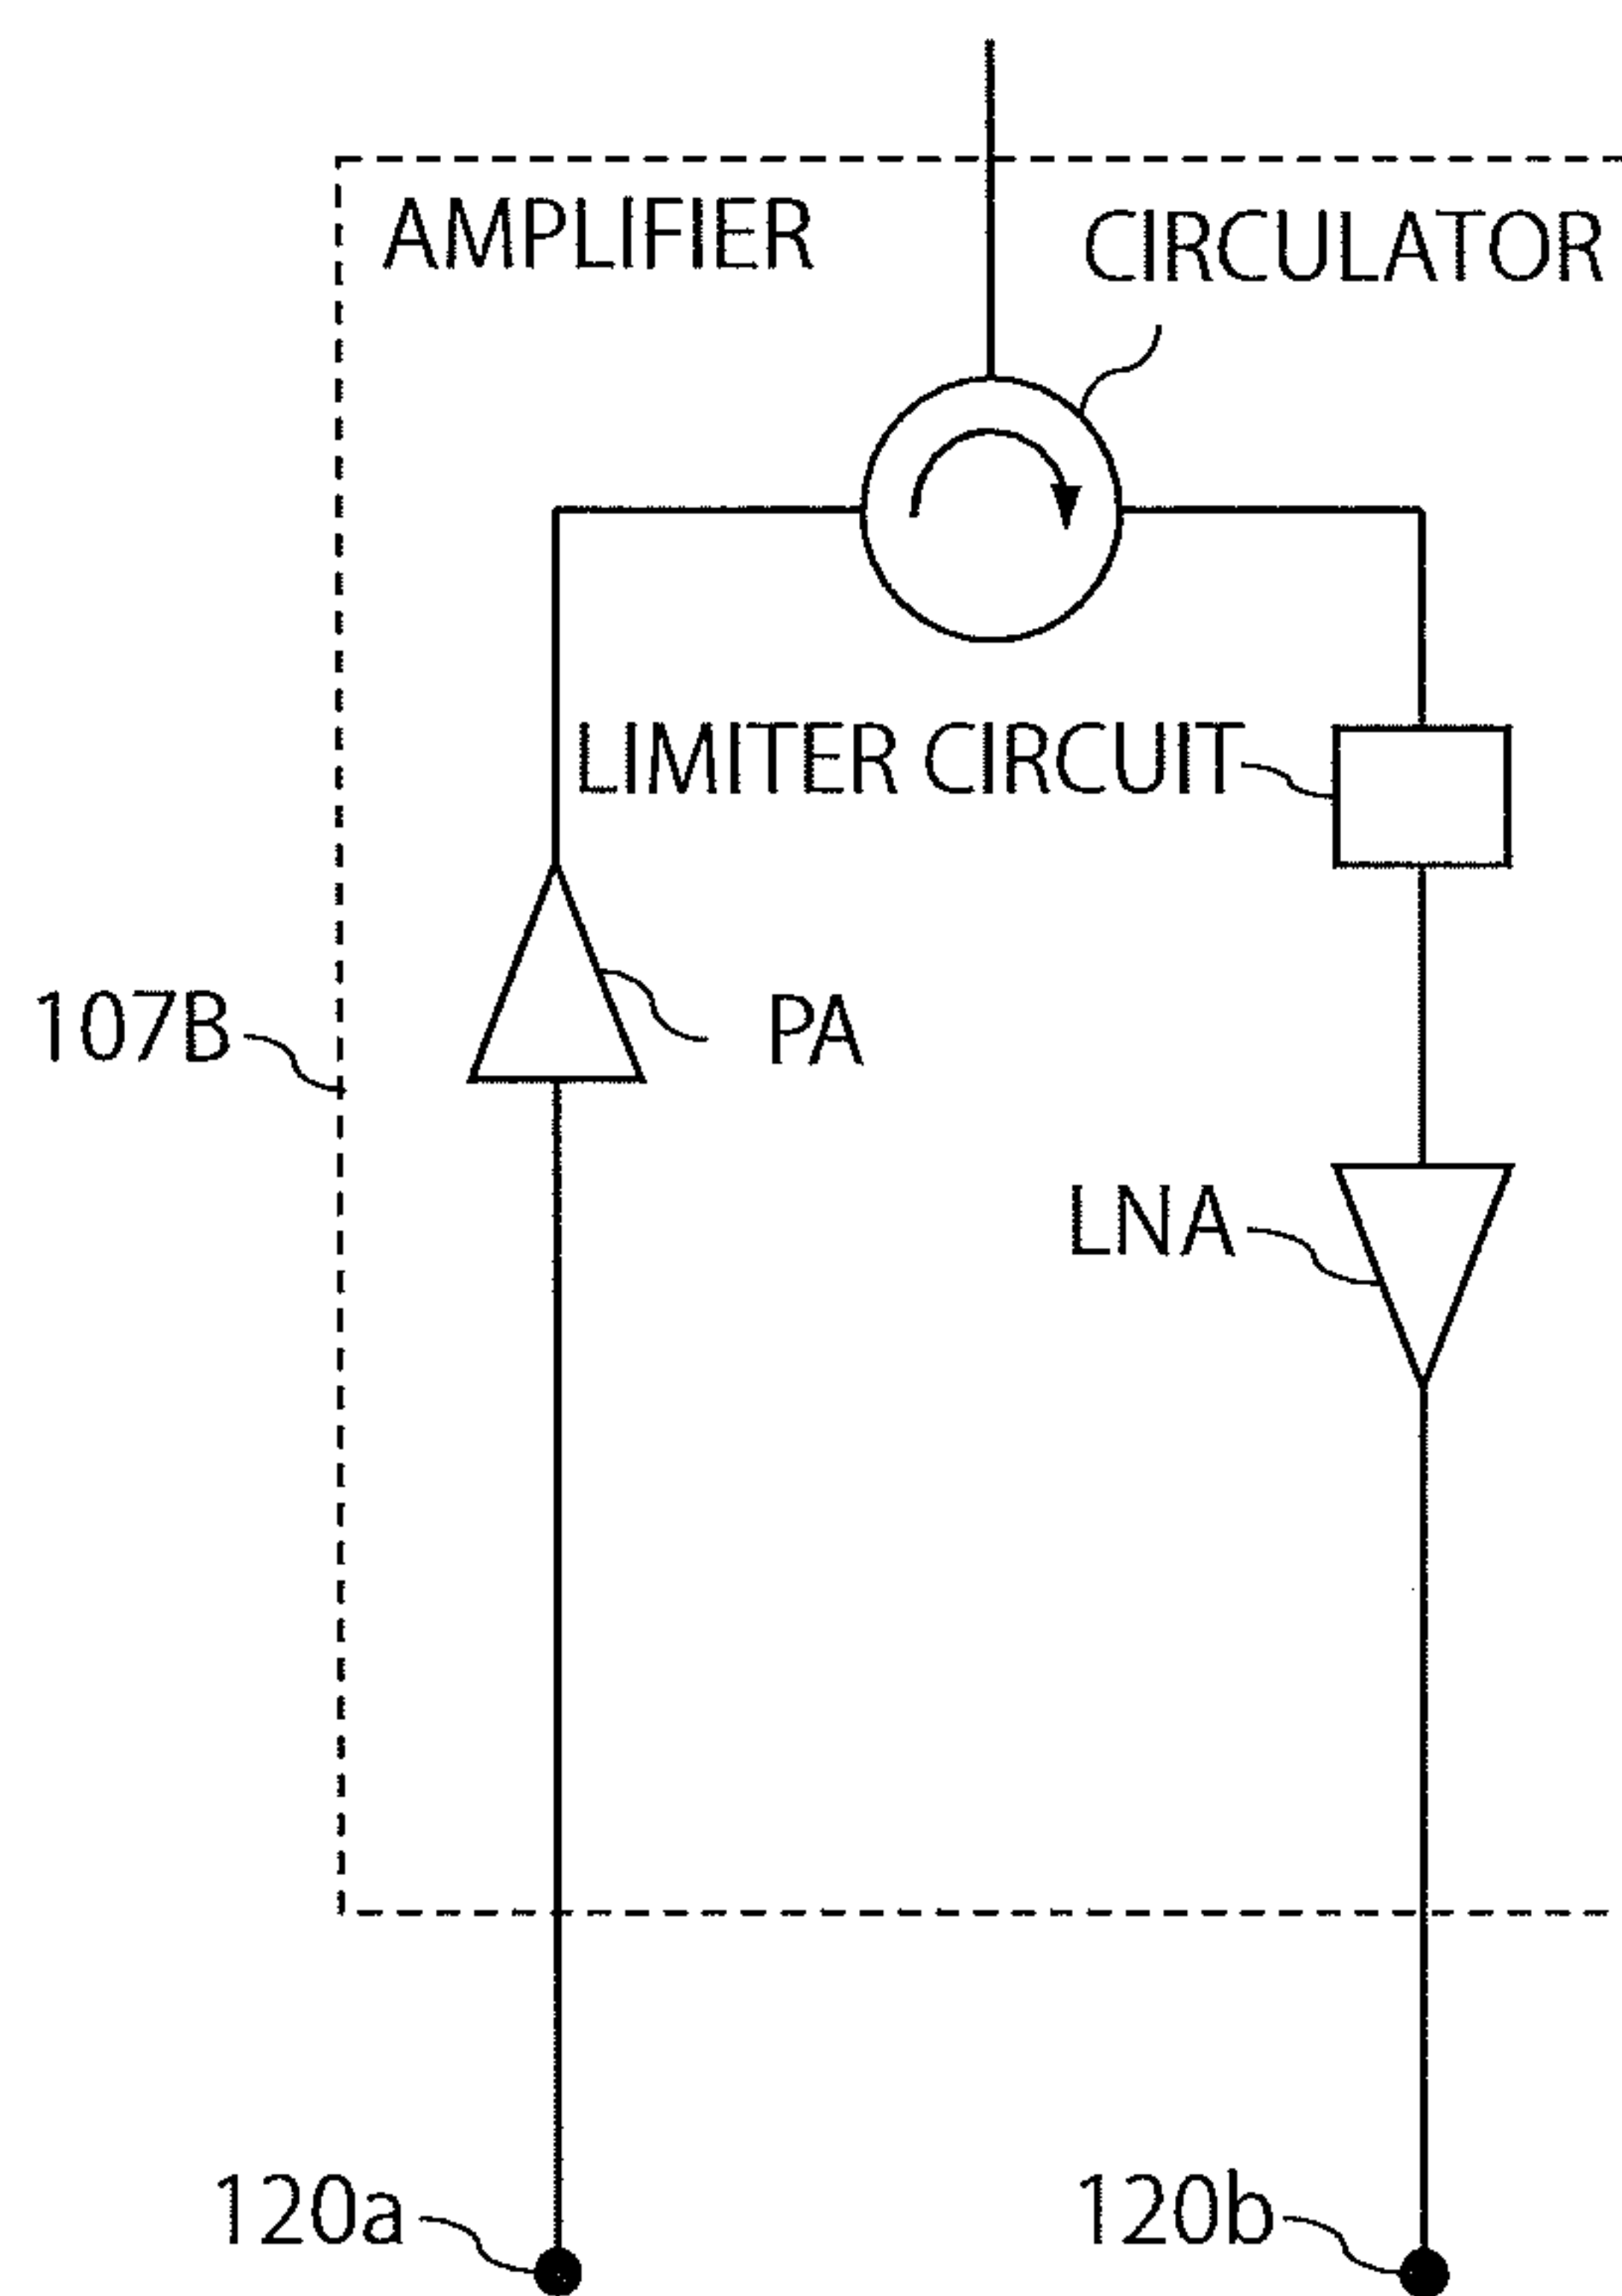 AMPLIFIER
CIRCULATOR
LIMITER CIRCUIT
107B
PA
LNA
120a
120b